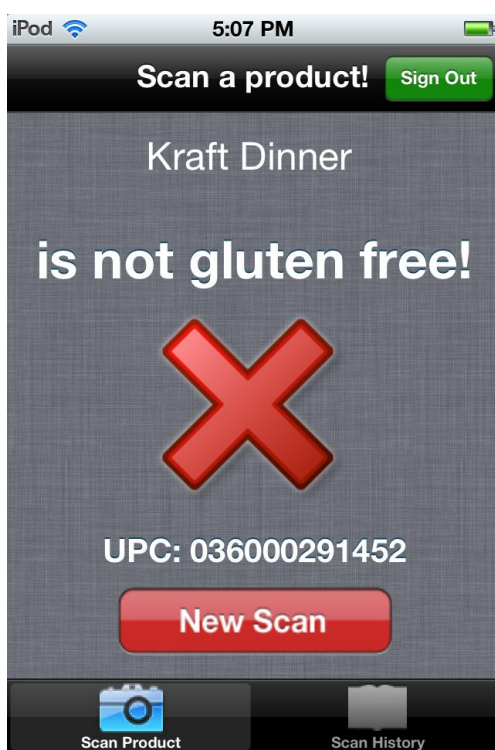 iPod 5:07 PM
Scan a product! Sign Out
Kraft Dinner
is not gluten free!
UPC: 036000291452
New Scan
Scan Product Scan History